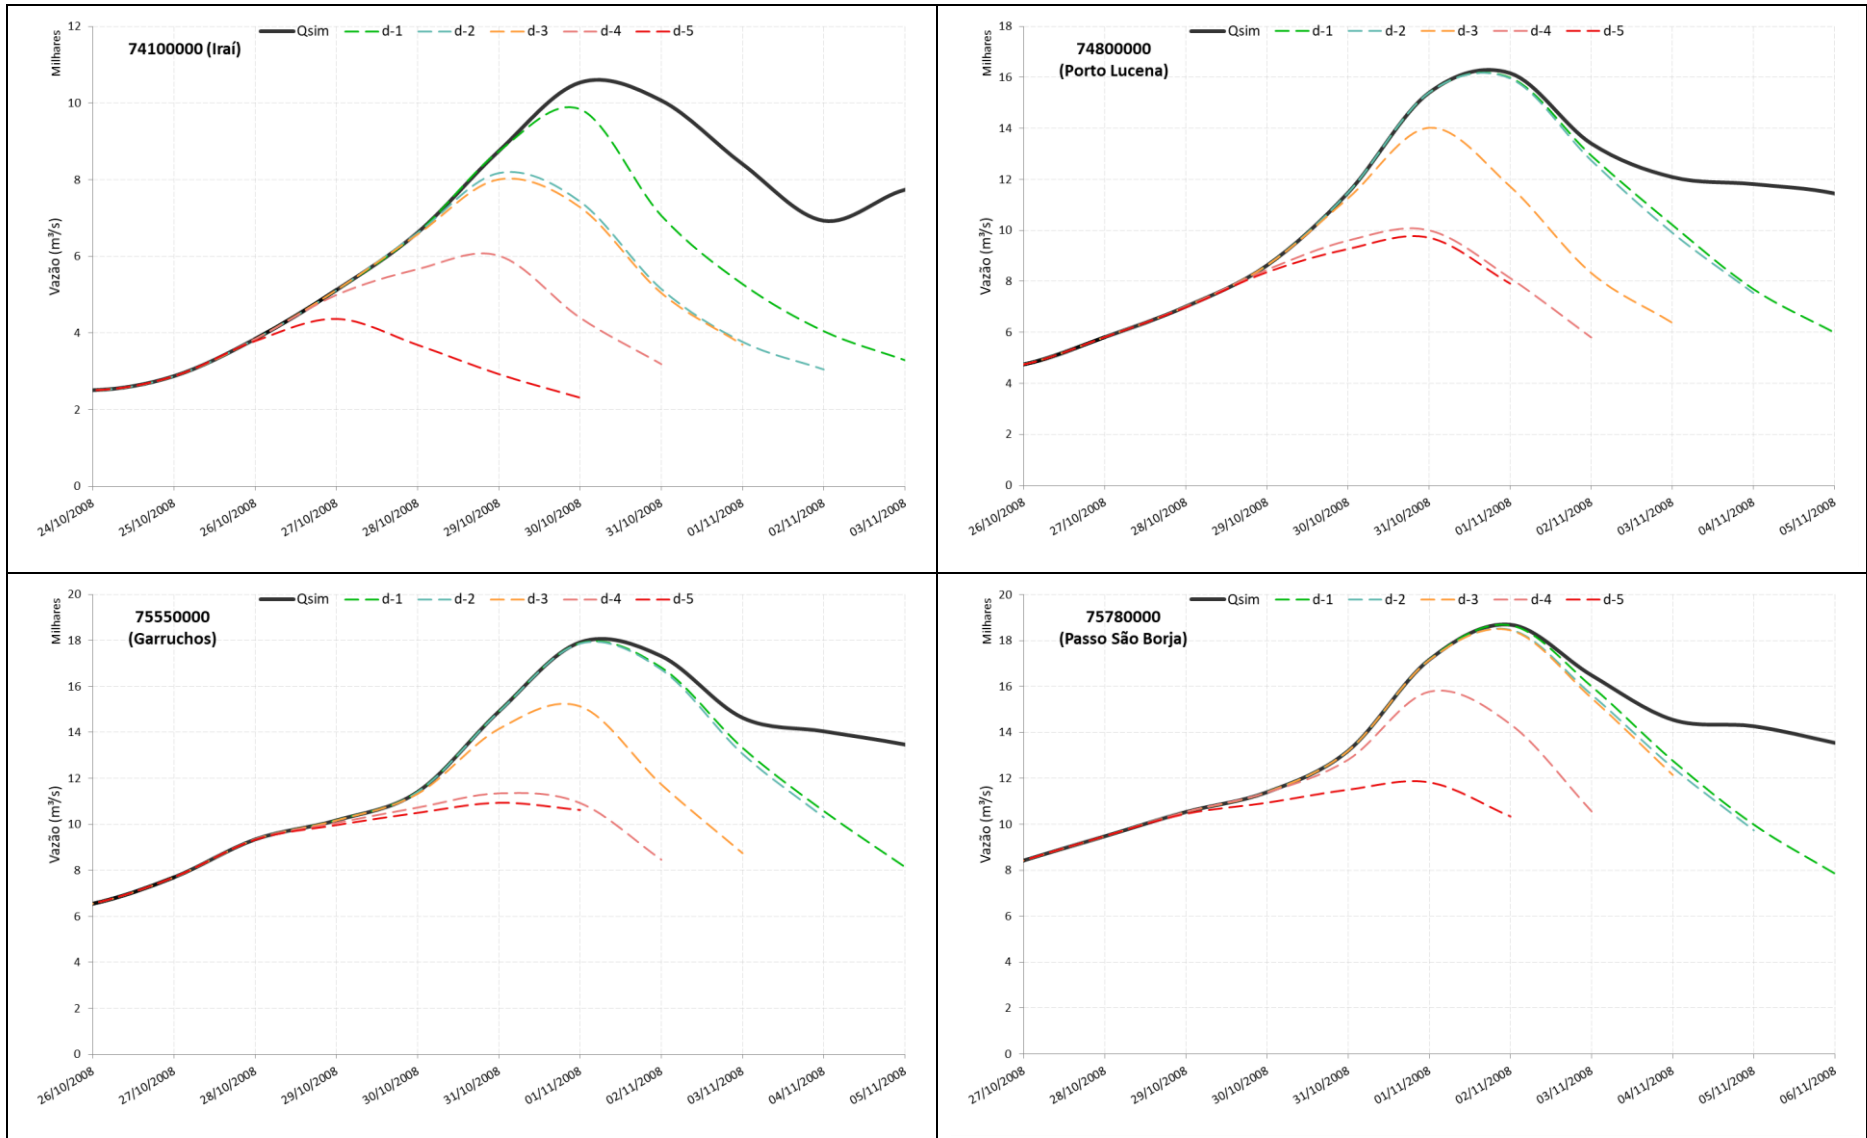 74100000 (Iraí)
Qsim d-1 d-2 d-3 d-4 d-5
Milhares
Vazão (m³/s)
12
10
8
6
4
2
0
24/10/2008 25/10/2008 26/10/2008 27/10/2008 28/10/2008 29/10/2008 30/10/2008 31/10/2008 01/11/2008 02/11/2008 03/11/2008
74800000
(Porto Lucena)
Qsim d-1 d-2 d-3 d-4 d-5
Milhares
Vazão (m³/s)
18
16
14
12
10
8
6
4
2
0
26/10/2008 27/10/2008 28/10/2008 29/10/2008 30/10/2008 31/10/2008 01/11/2008 02/11/2008 03/11/2008 04/11/2008 05/11/2008
75550000
(Garruchos)
Qsim d-1 d-2 d-3 d-4 d-5
Milhares
Vazão (m³/s)
20
18
16
14
12
10
8
6
4
2
0
26/10/2008 27/10/2008 28/10/2008 29/10/2008 30/10/2008 31/10/2008 01/11/2008 02/11/2008 03/11/2008 04/11/2008 05/11/2008
75780000
(Passo São Borja)
Qsim d-1 d-2 d-3 d-4 d-5
Milhares
Vazão (m³/s)
20
18
16
14
12
10
8
6
4
2
0
27/10/2008 28/10/2008 29/10/2008 30/10/2008 31/10/2008 01/11/2008 02/11/2008 03/11/2008 04/11/2008 05/11/2008 06/11/2008